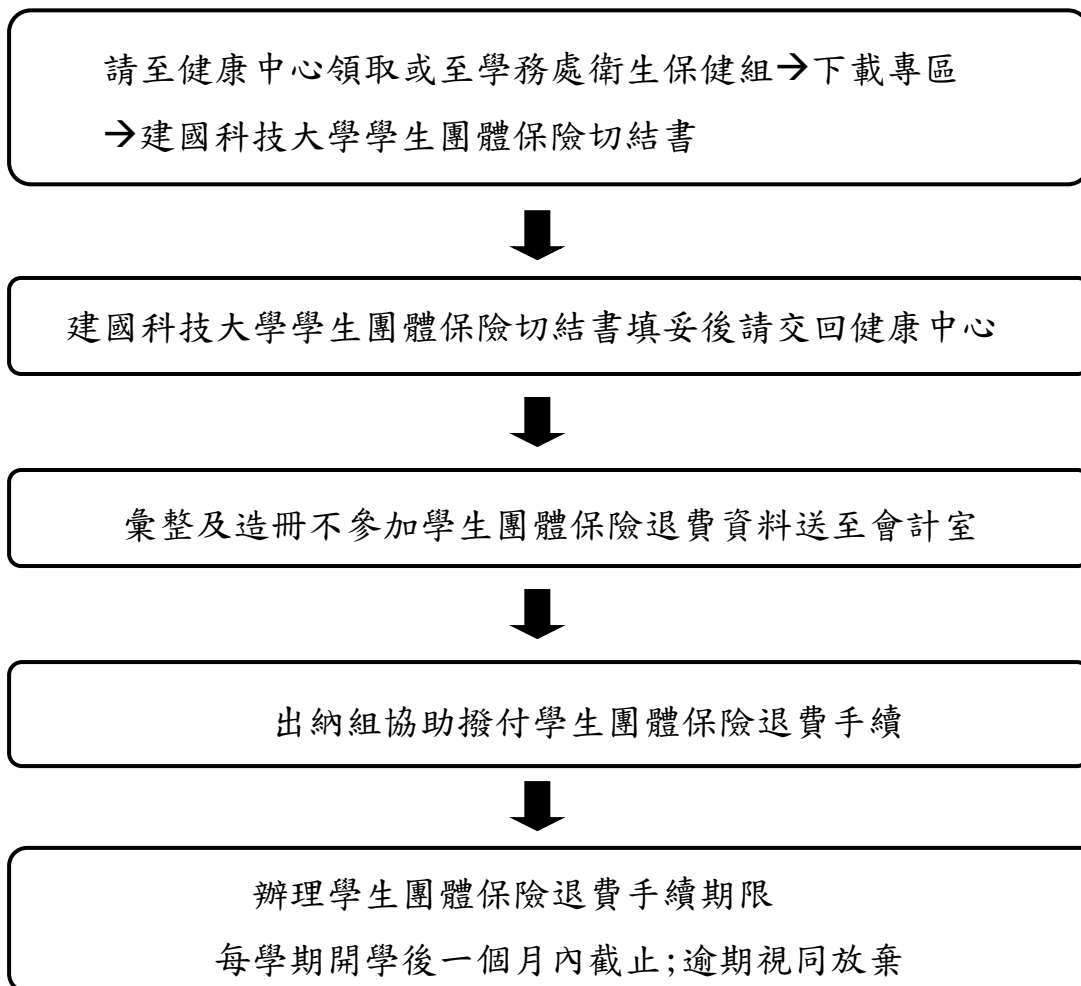 請至健康中心領取或至學務處衛生保健組→下載專區
→建國科技大學學生團體保險切結書
建國科技大學學生團體保險切結書填妥後請交回健康中心
彙整及造冊不參加學生團體保險退費資料送至會計室
出納組協助撥付學生團體保險退費手續
辦理學生團體保險退費手續期限
每學期開學後一個月內截止;逾期視同放棄